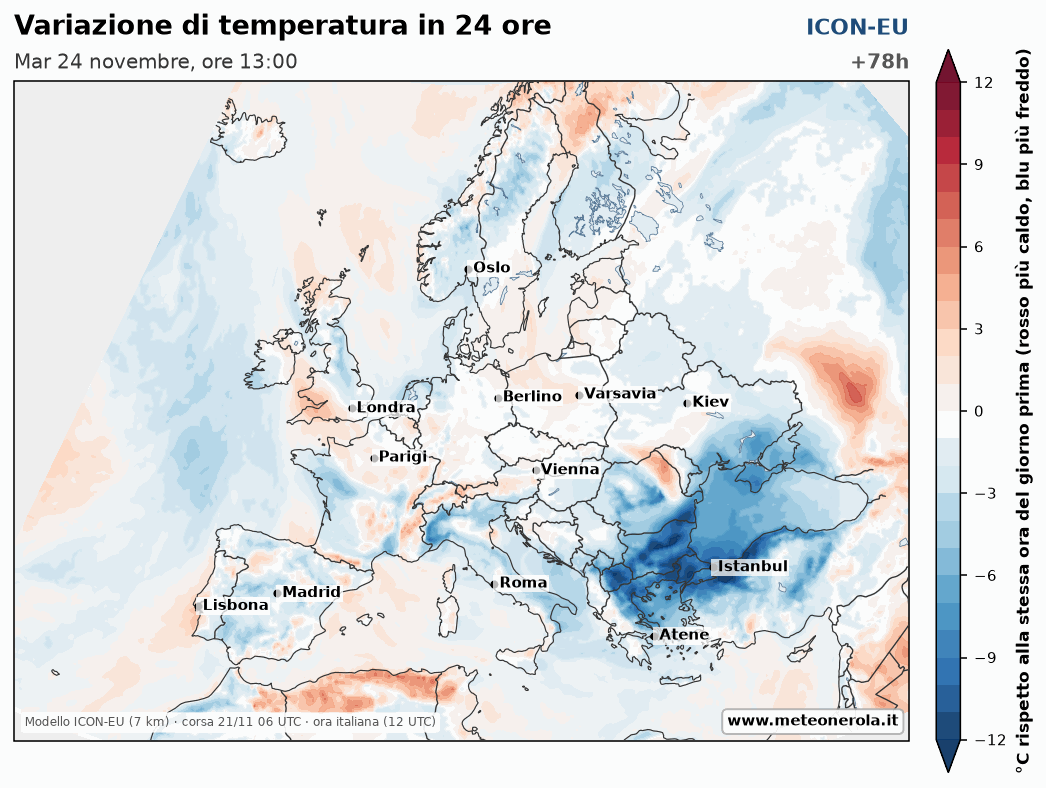 Variazione di temperatura in 24 ore
ICON-EU
Mar 24 novembre, ore 13:00
+78h
12
9
6
3
0
−3
−6
−9
−12
°C rispetto alla stessa ora del giorno prima (rosso più caldo, blu più freddo)
Oslo
Berlino
Varsavia
Kiev
Londra
Parigi
Vienna
Istanbul
Roma
Madrid
Lisbona
Atene
Modello ICON-EU (7 km) · corsa 21/11 06 UTC · ora italiana (12 UTC)
www.meteonerola.it